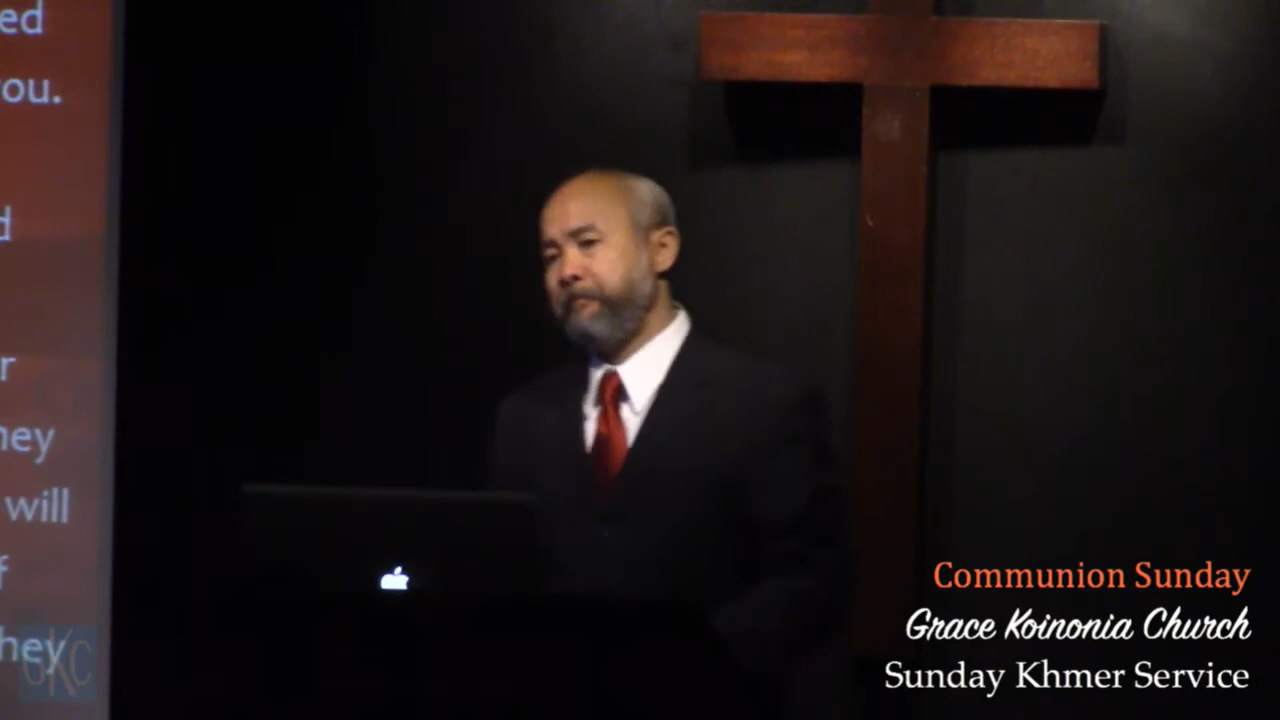 ed
ou.
d
r
hey
will
f
hey
GKC
Communion Sunday
Grace Koinonia Church
Sunday Khmer Service